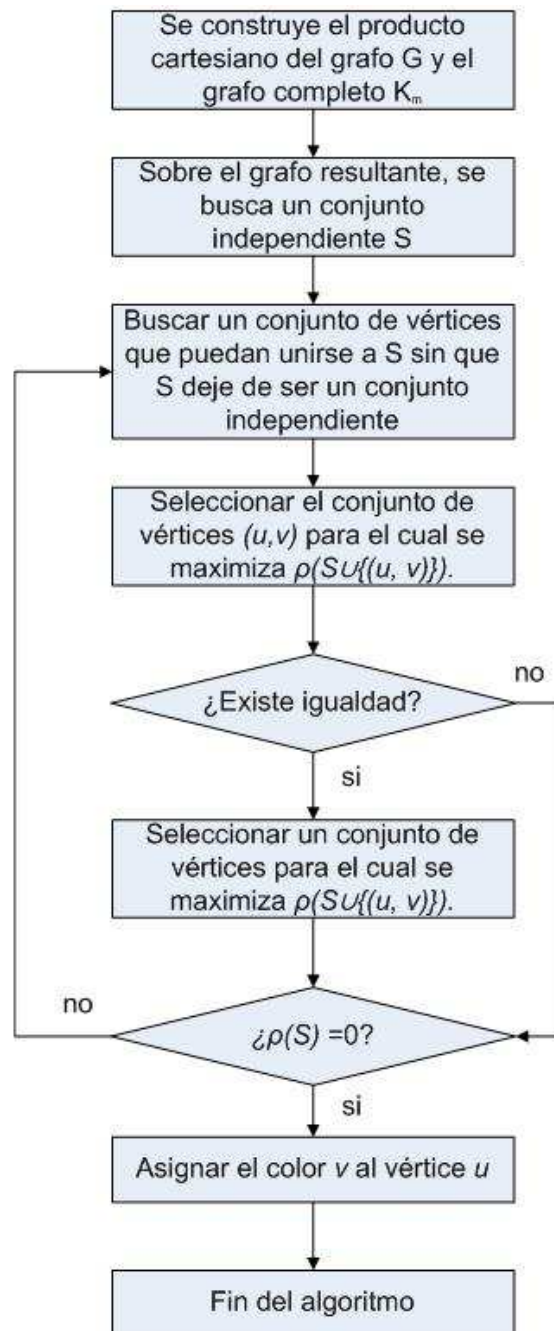 Se construye el producto
cartesiano del grafo G y el
grafo completo Kₘ
Sobre el grafo resultante, se
busca un conjunto
independiente S
Buscar un conjunto de vértices
que puedan unirse a S sin que
S deje de ser un conjunto
independiente
Seleccionar el conjunto de
vértices (u,v) para el cual se
maximiza ρ(S∪{(u, v)}).
¿Existe igualdad?
no
si
Seleccionar un conjunto de
vértices para el cual se
maximiza ρ(S∪{(u, v)}).
no
¿ρ(S) =0?
si
Asignar el color v al vértice u
Fin del algoritmo